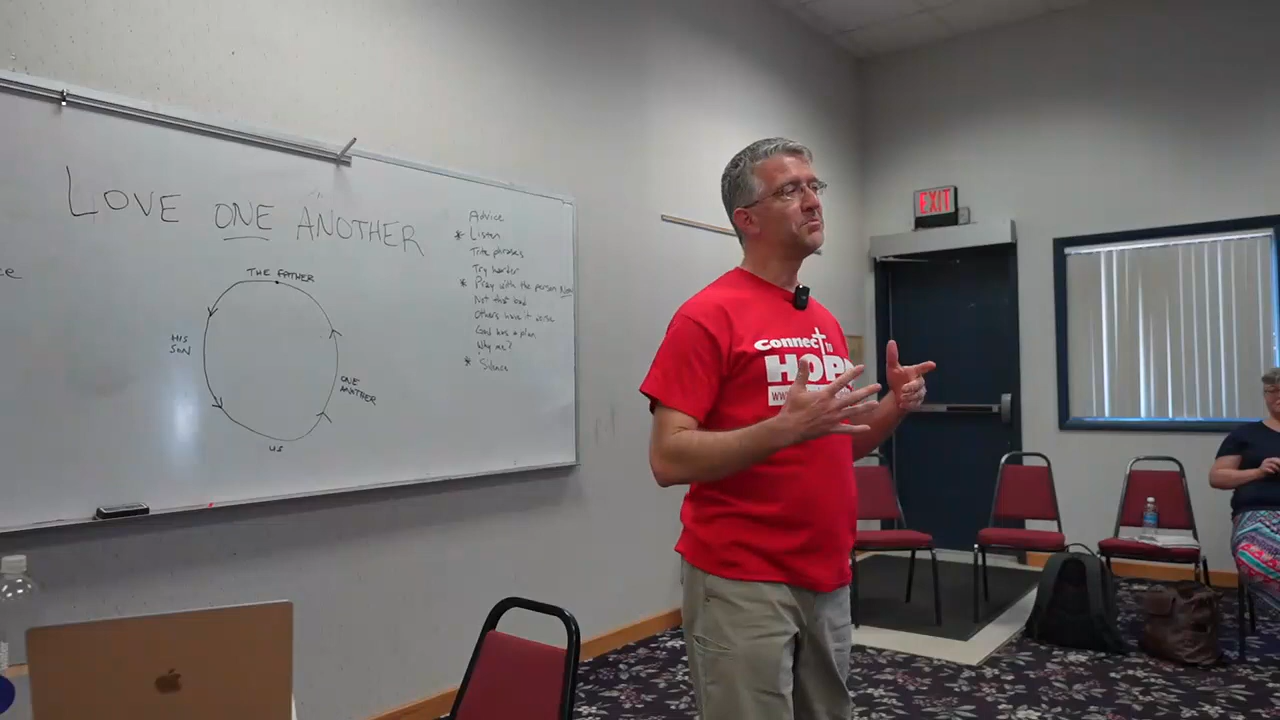 LOVE ONE ANOTHER
THE FATHER
HIS
SON
ONE
ANOTHER
US
Advice
* Listen
Trite phrases
Try harder
* Pray with the person Now
Not that bad
Others have it worse
God has a plan
Why me?
* Silence
Connect to
HOPE
EXIT